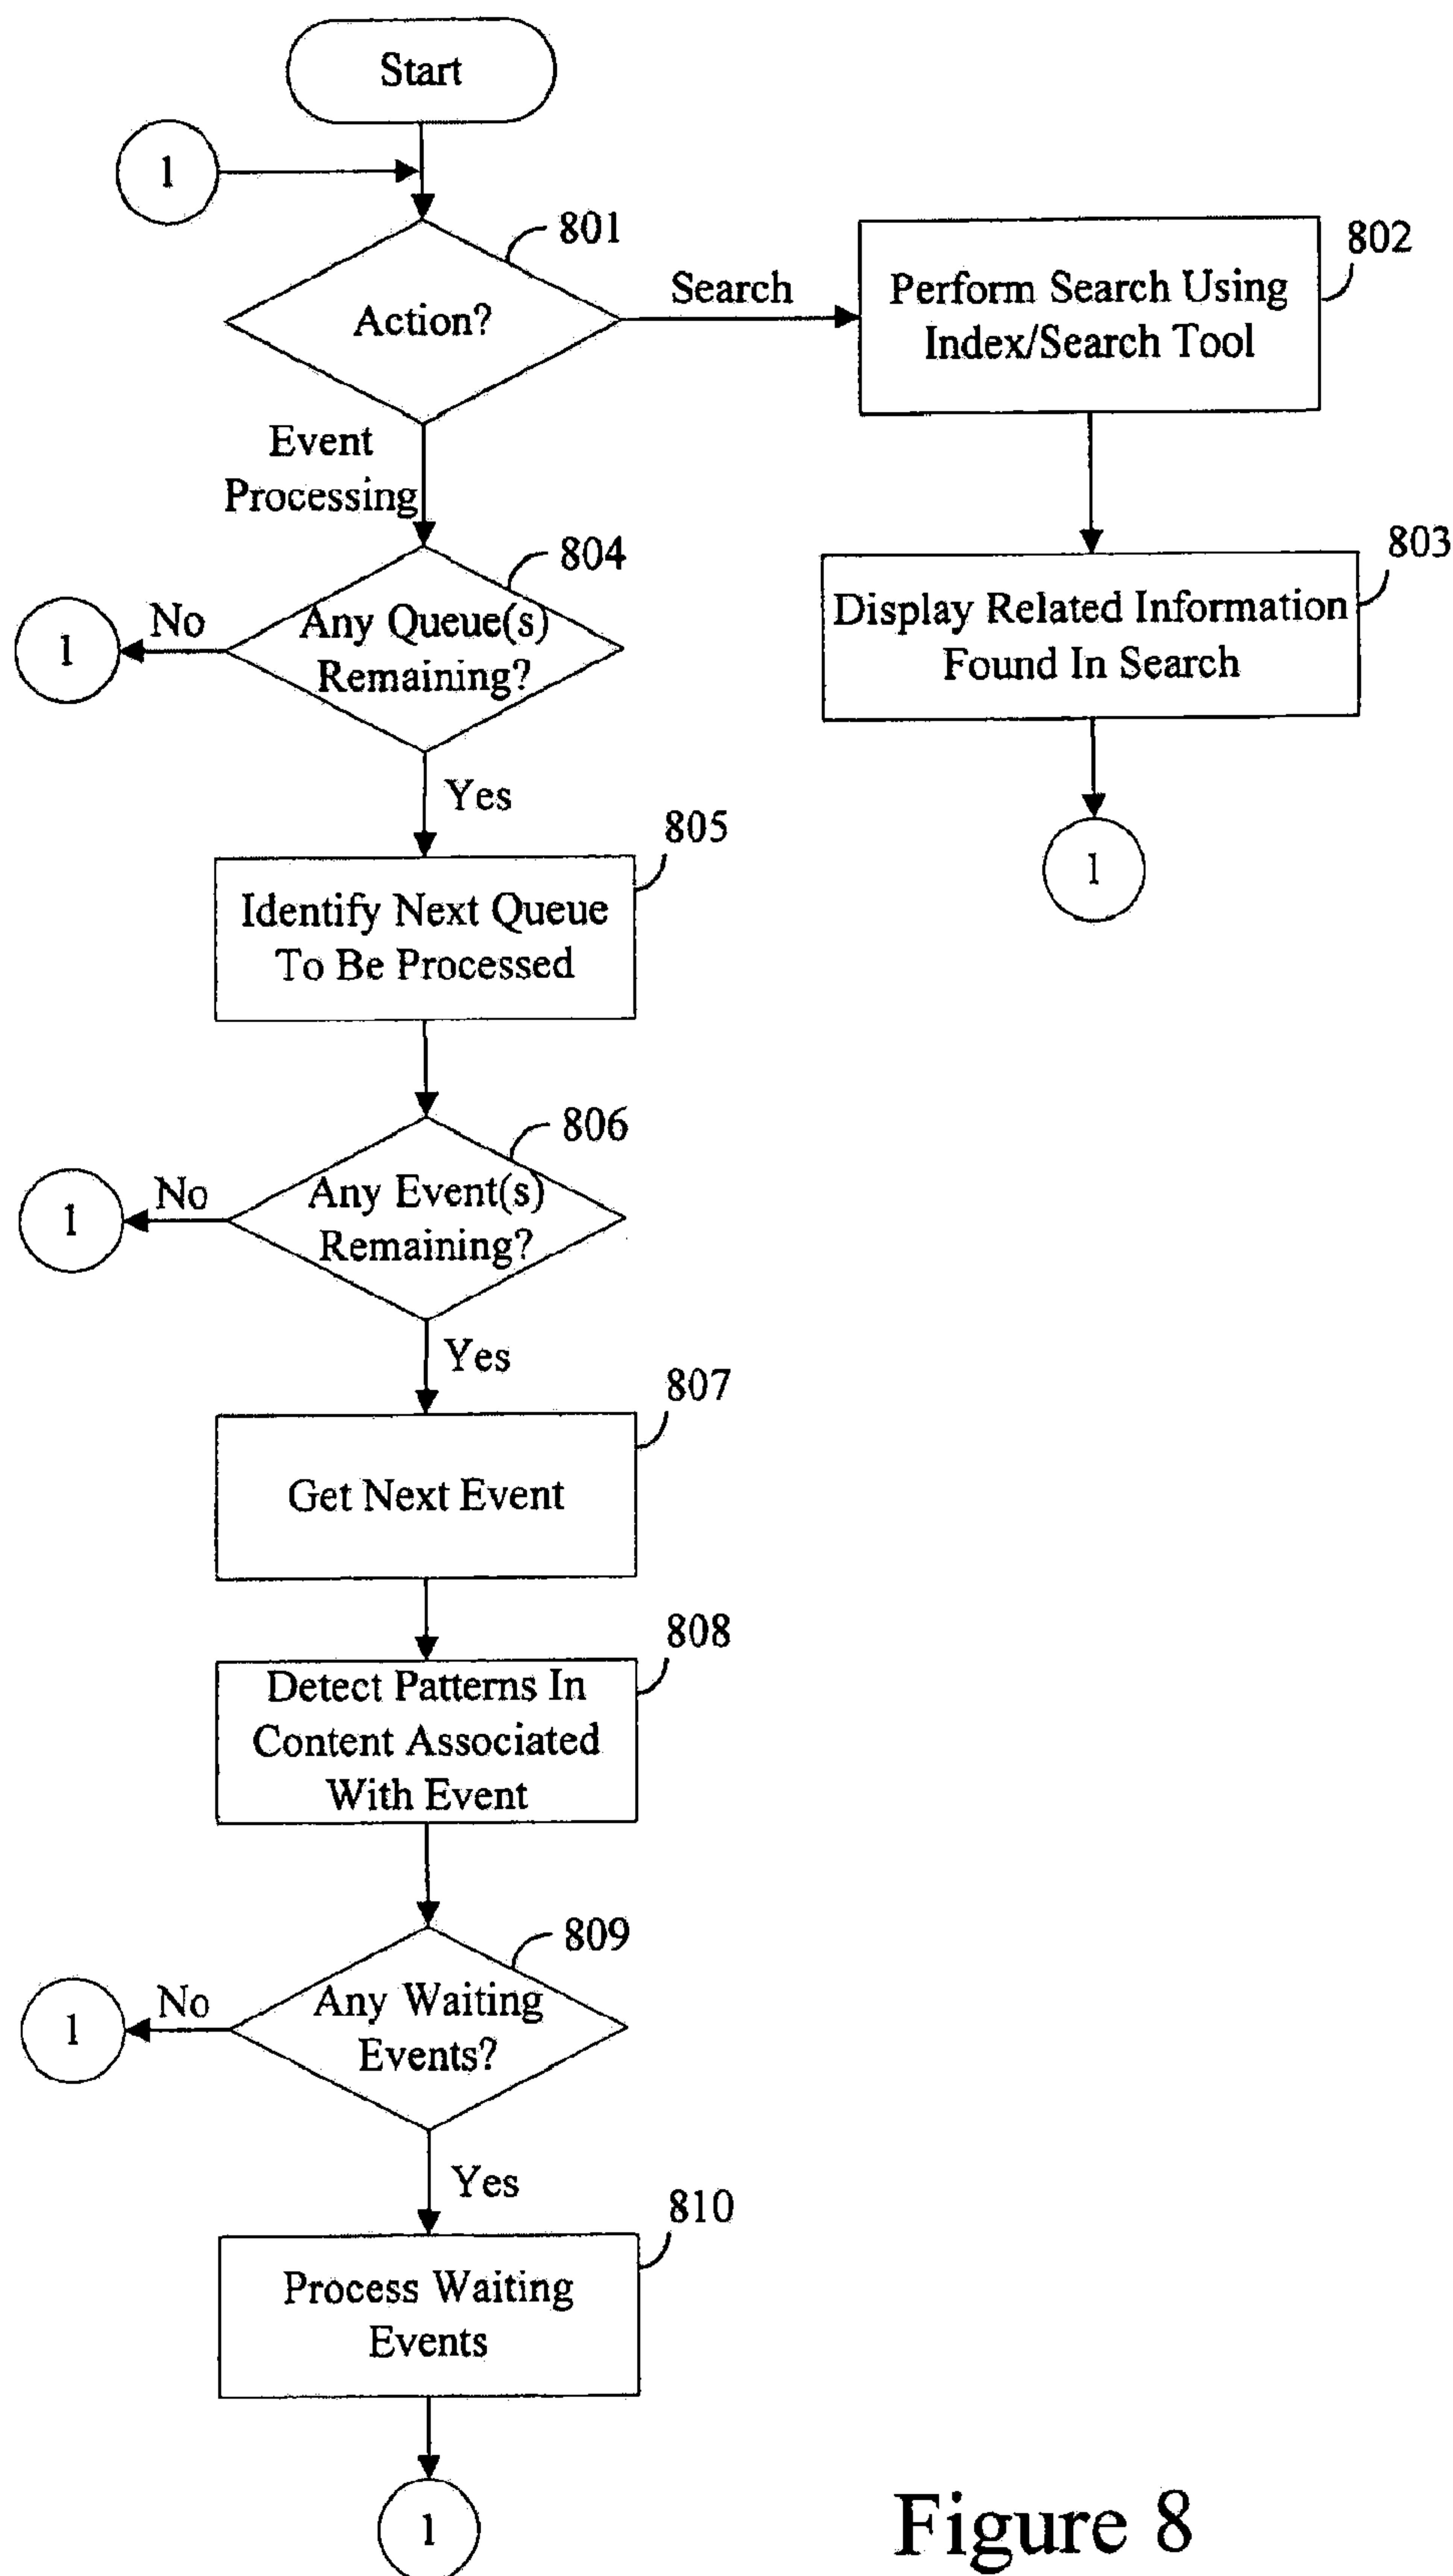 Start
1
801
Action?
Search
802
Perform Search Using
Index/Search Tool
Event
Processing
803
Display Related Information
Found In Search
1
804
Any Queue(s)
Remaining?
No
1
Yes
805
Identify Next Queue
To Be Processed
806
Any Event(s)
Remaining?
No
1
Yes
807
Get Next Event
808
Detect Patterns In
Content Associated
With Event
809
Any Waiting
Events?
No
1
Yes
810
Process Waiting
Events
1
Figure 8